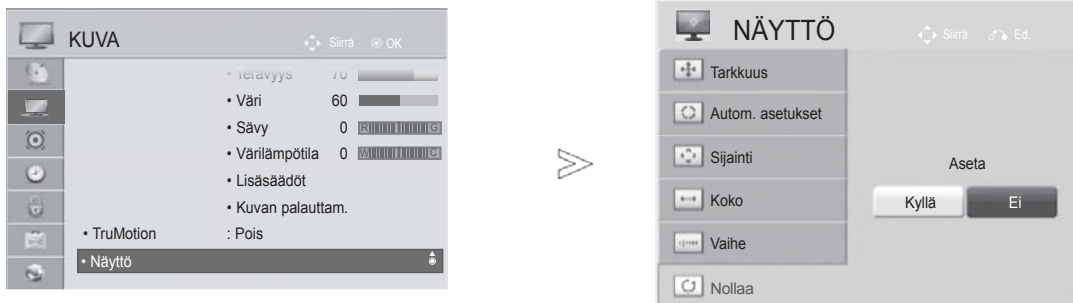 KUVA
Siirrä OK
• Terävyys 70
• Väri 60
• Sävy 0 R G
• Värilämpötila 0 W C
• Lisäsäädöt
• Kuvan palauttam.
• TruMotion : Pois
• Näyttö
NÄYTTÖ
Siirrä Ed.
Tarkkuus
Autom. asetukset
Sijainti
Koko
Vaihe
Nollaa
Aseta
Kyllä Ei